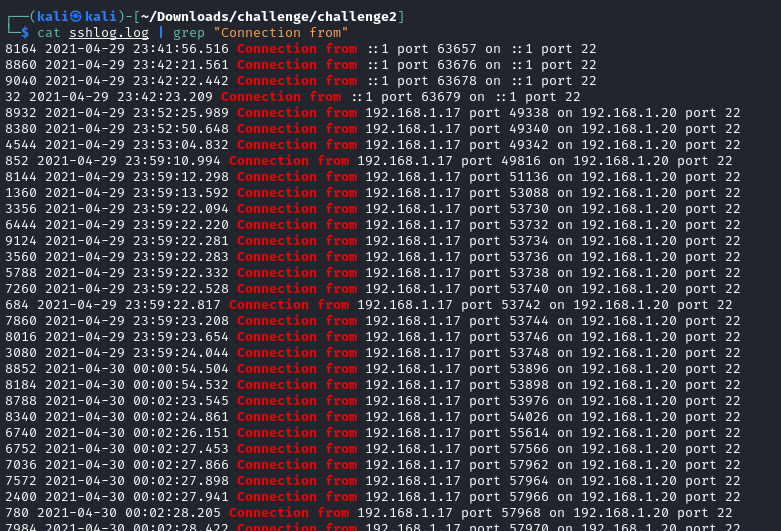 ┌──(kali㉿kali)-[~/Downloads/challenge/challenge2]
└─$ cat sshlog.log | grep "Connection from"
8164 2021-04-29 23:41:56.516 Connection from ::1 port 63657 on ::1 port 22
8860 2021-04-29 23:42:21.561 Connection from ::1 port 63676 on ::1 port 22
9040 2021-04-29 23:42:22.442 Connection from ::1 port 63678 on ::1 port 22
32 2021-04-29 23:42:23.209 Connection from ::1 port 63679 on ::1 port 22
8932 2021-04-29 23:52:25.989 Connection from 192.168.1.17 port 49338 on 192.168.1.20 port 22
8380 2021-04-29 23:52:50.648 Connection from 192.168.1.17 port 49340 on 192.168.1.20 port 22
4544 2021-04-29 23:53:04.832 Connection from 192.168.1.17 port 49342 on 192.168.1.20 port 22
852 2021-04-29 23:59:10.994 Connection from 192.168.1.17 port 49816 on 192.168.1.20 port 22
8144 2021-04-29 23:59:12.298 Connection from 192.168.1.17 port 51136 on 192.168.1.20 port 22
1360 2021-04-29 23:59:13.592 Connection from 192.168.1.17 port 53088 on 192.168.1.20 port 22
3356 2021-04-29 23:59:22.094 Connection from 192.168.1.17 port 53730 on 192.168.1.20 port 22
6444 2021-04-29 23:59:22.220 Connection from 192.168.1.17 port 53732 on 192.168.1.20 port 22
9124 2021-04-29 23:59:22.281 Connection from 192.168.1.17 port 53734 on 192.168.1.20 port 22
3560 2021-04-29 23:59:22.283 Connection from 192.168.1.17 port 53736 on 192.168.1.20 port 22
5788 2021-04-29 23:59:22.332 Connection from 192.168.1.17 port 53738 on 192.168.1.20 port 22
7260 2021-04-29 23:59:22.528 Connection from 192.168.1.17 port 53740 on 192.168.1.20 port 22
684 2021-04-29 23:59:22.817 Connection from 192.168.1.17 port 53742 on 192.168.1.20 port 22
7860 2021-04-29 23:59:23.208 Connection from 192.168.1.17 port 53744 on 192.168.1.20 port 22
8016 2021-04-29 23:59:23.654 Connection from 192.168.1.17 port 53746 on 192.168.1.20 port 22
3080 2021-04-29 23:59:24.044 Connection from 192.168.1.17 port 53748 on 192.168.1.20 port 22
8852 2021-04-30 00:00:54.504 Connection from 192.168.1.17 port 53896 on 192.168.1.20 port 22
8184 2021-04-30 00:00:54.532 Connection from 192.168.1.17 port 53898 on 192.168.1.20 port 22
8788 2021-04-30 00:02:23.545 Connection from 192.168.1.17 port 53976 on 192.168.1.20 port 22
8340 2021-04-30 00:02:24.861 Connection from 192.168.1.17 port 54026 on 192.168.1.20 port 22
6740 2021-04-30 00:02:26.151 Connection from 192.168.1.17 port 55614 on 192.168.1.20 port 22
6752 2021-04-30 00:02:27.453 Connection from 192.168.1.17 port 57566 on 192.168.1.20 port 22
7036 2021-04-30 00:02:27.866 Connection from 192.168.1.17 port 57962 on 192.168.1.20 port 22
7572 2021-04-30 00:02:27.898 Connection from 192.168.1.17 port 57964 on 192.168.1.20 port 22
2400 2021-04-30 00:02:27.941 Connection from 192.168.1.17 port 57966 on 192.168.1.20 port 22
780 2021-04-30 00:02:28.205 Connection from 192.168.1.17 port 57968 on 192.168.1.20 port 22
7984 2021-04-30 00:02:28.422 Connection from 192.168.1.17 port 57970 on 192.168.1.20 port 22